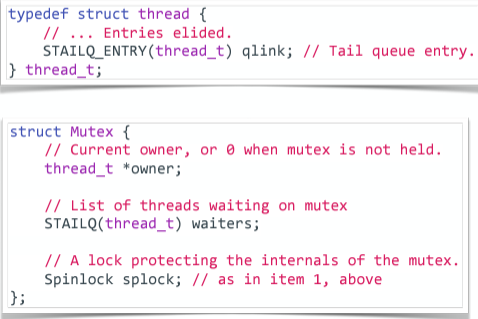 typedef struct thread {
    // ... Entries elided.
    STAILQ_ENTRY(thread_t) qlink; // Tail queue entry.
} thread_t;
struct Mutex {
    // Current owner, or 0 when mutex is not held.
    thread_t *owner;
    // List of threads waiting on mutex
    STAILQ(thread_t) waiters;
    // A lock protecting the internals of the mutex.
    Spinlock splock; // as in item 1, above
};